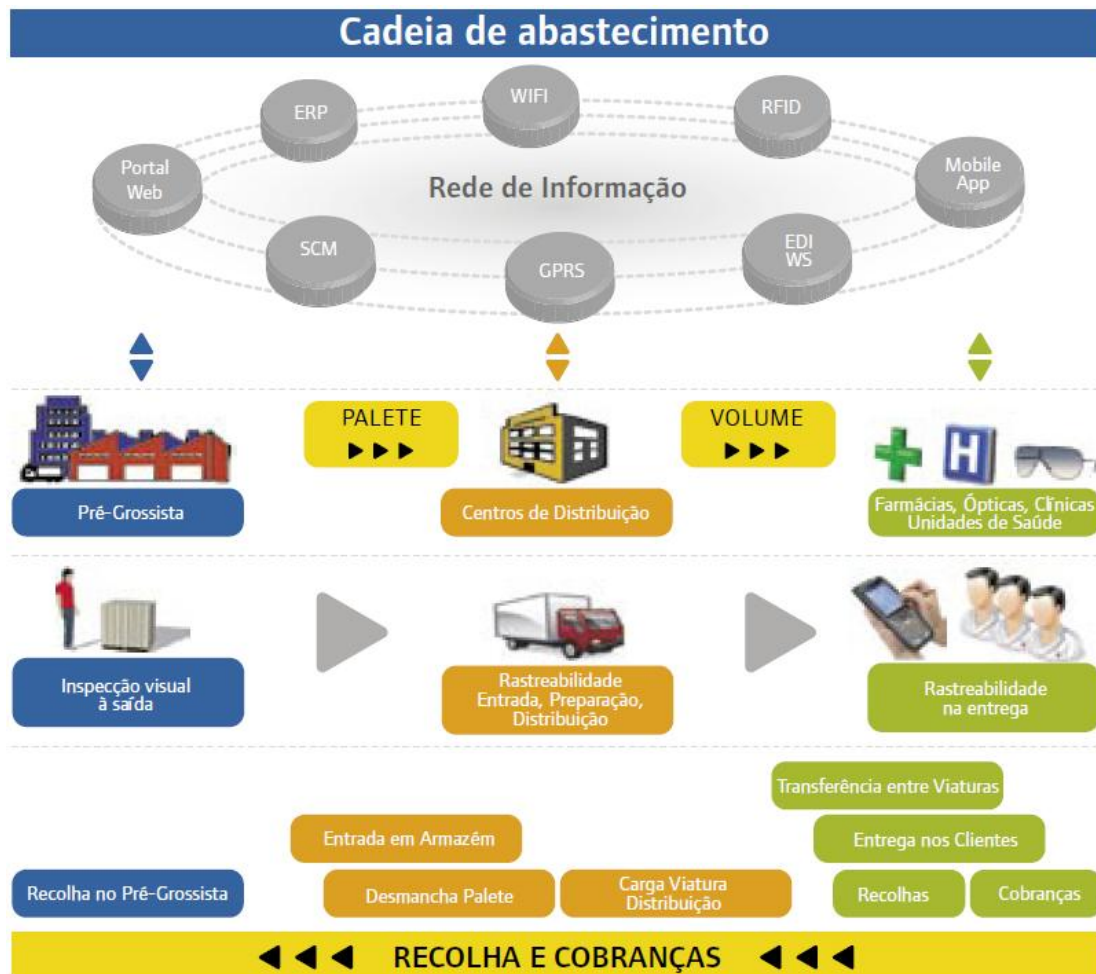 Cadeia de abastecimento
ERP
WIFI
RFID
Portal
Web
Rede de Informação
Mobile
App
SCM
GPRS
EDI
WS
PALETE
VOLUME
Pré-Grossista
Centros de Distribuição
Farmácias, Ópticas, Clínicas
Unidades de Saúde
Inspecção visual
à saída
Rastreabilidade
Entrada, Preparação,
Distribuição
Rastreabilidade
na entrega
Transferência entre Viaturas
Entrada em Armazém
Entrega nos Clientes
Recolha no Pré-Grossista
Desmancha Palete
Carga Viatura
Distribuição
Recolhas
Cobranças
RECOLHA E COBRANÇAS